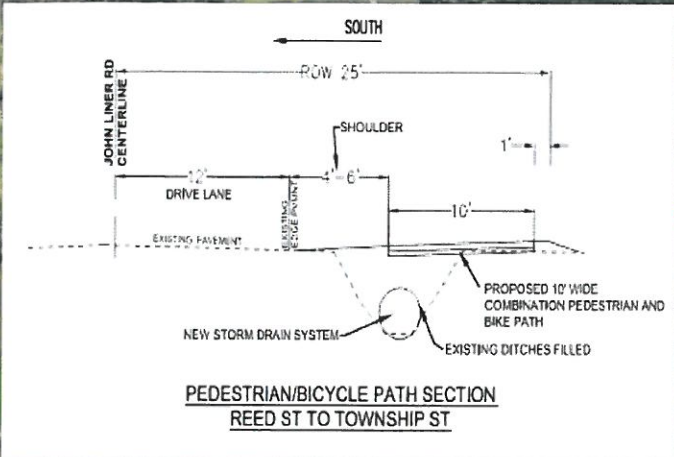 SOUTH
ROW 25'
JOHN LINER RD
CENTERLINE
SHOULDER
1'
12'
4'-6'
DRIVE LANE
10'
EXISTING
EDGE PVMNT
EXISTING PAVEMENT
PROPOSED 10' WIDE
COMBINATION PEDESTRIAN AND
BIKE PATH
NEW STORM DRAIN SYSTEM
EXISTING DITCHES FILLED
PEDESTRIAN/BICYCLE PATH SECTION
REED ST TO TOWNSHIP ST